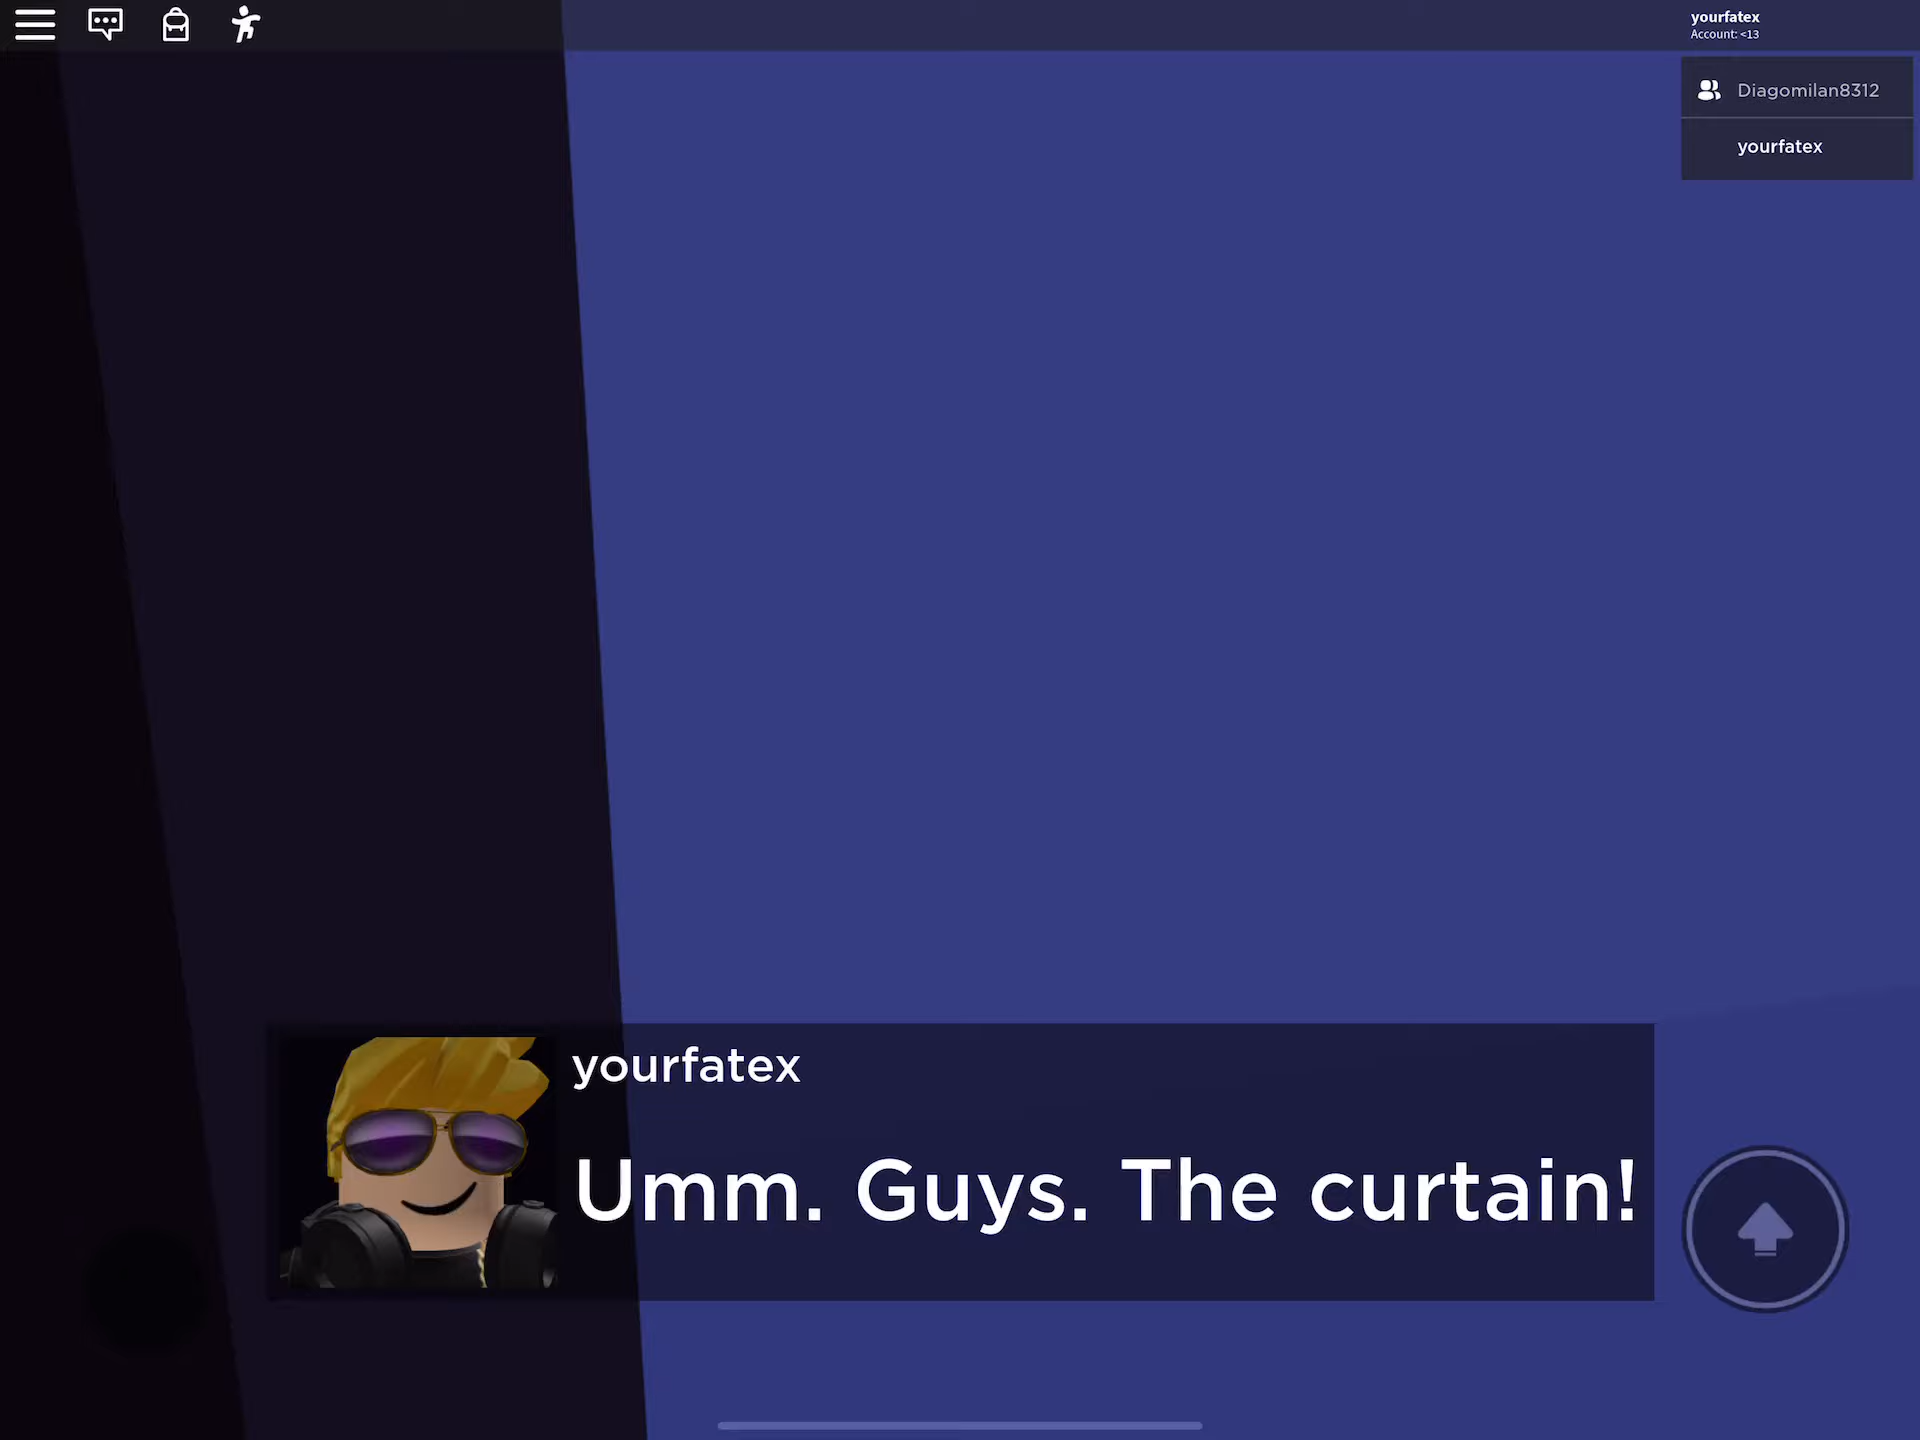 yourfatex
Account: <13
Diagomilan8312
yourfatex
yourfatex
Umm. Guys. The curtain!